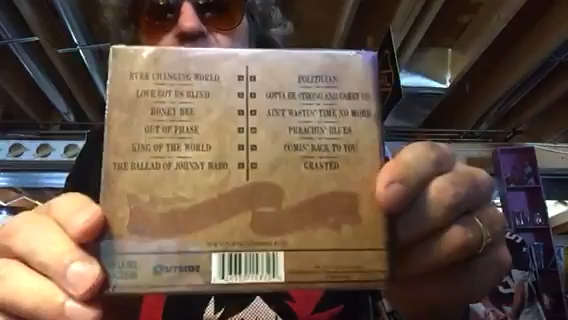 EVER CHANGING WORLD
LOVE GOT US BLIND
HONEY BEE
OUT OF PHASE
KING OF THE WORLD
THE BALLAD OF JOHNNY WARD
POLITICIAN
GOTTA BE STRONG AND CARRY ON
AIN'T WASTIN' TIME NO MORE
PREACHIN' BLUES
COMIN' BACK TO YOU
GRANTED
OUTSIDE